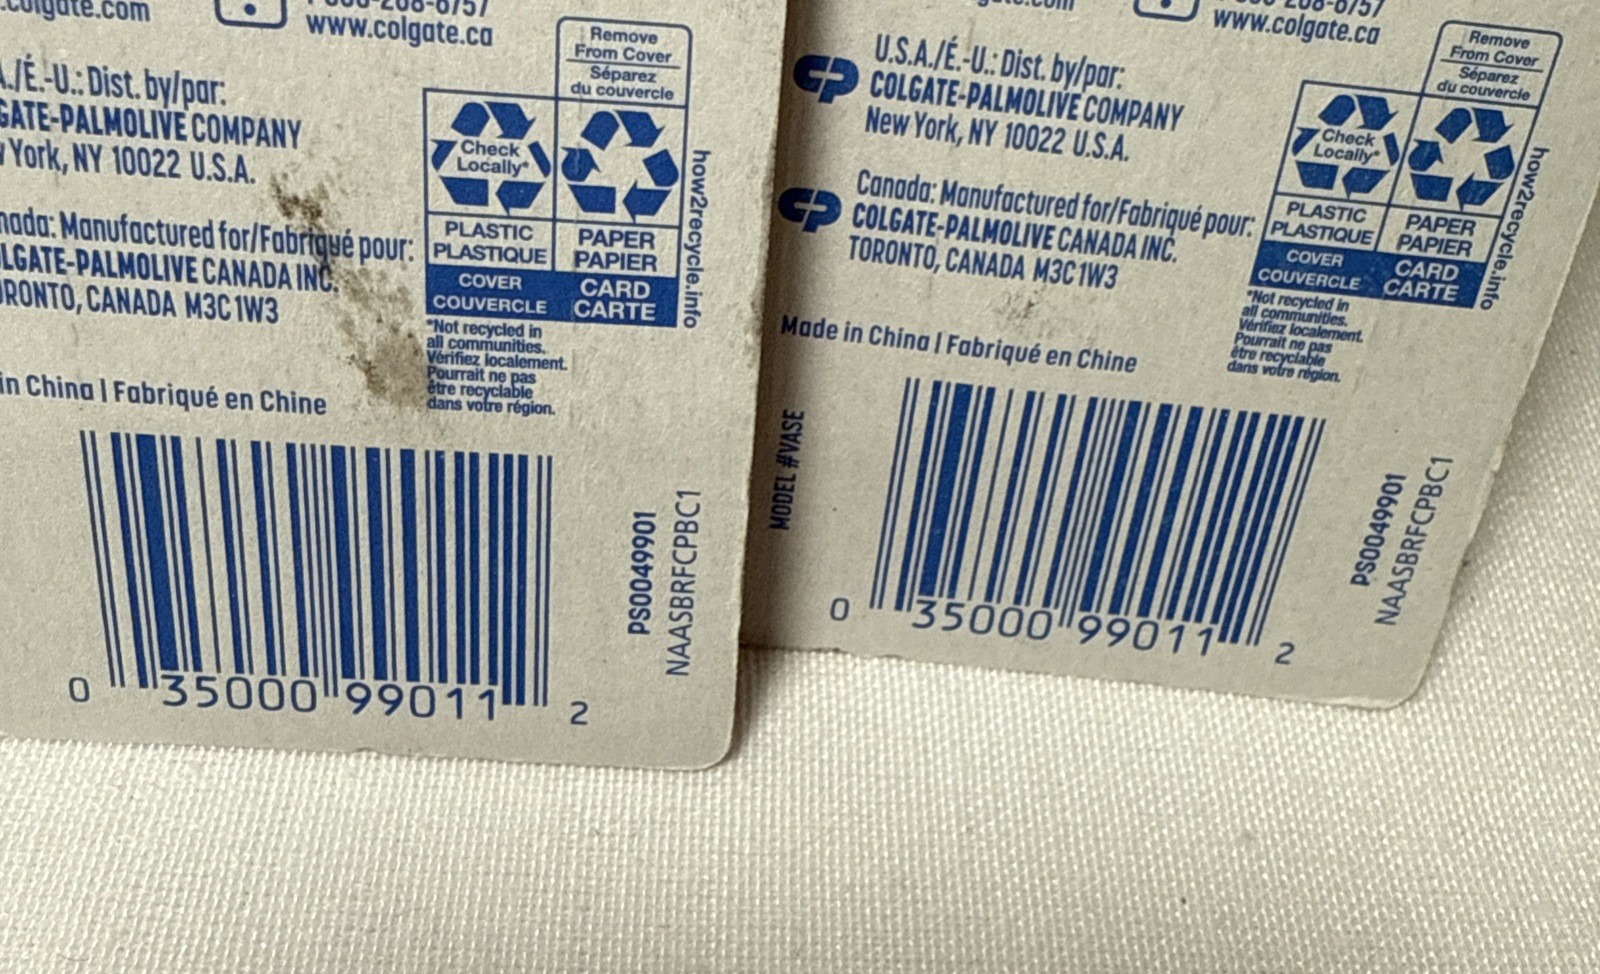 www.colgate.ca
Remove
From Cover
Séparez
du couvercle
Dist. by/par:
COMPANY
York, NY 10022 U.S.A.
Check
Locally*
PLASTIC
PLASTIQUE
PAPER
PAPIER
COVER
COUVERCLE
CARD
CARTE
how2recycle.info
Manufactured for/Fabriqué pour:
CANADA INC.
CANADA M3C 1W3
*Not recycled in
all communities.
Vérifiez localement.
Pourrait ne pas
être recyclable
dans votre région.
in China | Fabriqué en Chine
0 35000 99011 2
PS0049901
NAASBRFCPBC1
www.colgate.ca
Remove
From Cover
Séparez
du couvercle
U.S.A./É.-U.: Dist. by/par:
COLGATE-PALMOLIVE COMPANY
New York, NY 10022 U.S.A.
Check
Locally*
PLASTIC
PLASTIQUE
PAPER
PAPIER
COVER
COUVERCLE
CARD
CARTE
how2recycle.info
Canada: Manufactured for/Fabriqué pour:
COLGATE-PALMOLIVE CANADA INC.
TORONTO, CANADA M3C 1W3
*Not recycled in
all communities.
Vérifiez localement.
Pourrait ne pas
être recyclable
dans votre région.
Made in China | Fabriqué en Chine
MODEL #VASE
0 35000 99011 2
PS0049901
NAASBRFCPBC1